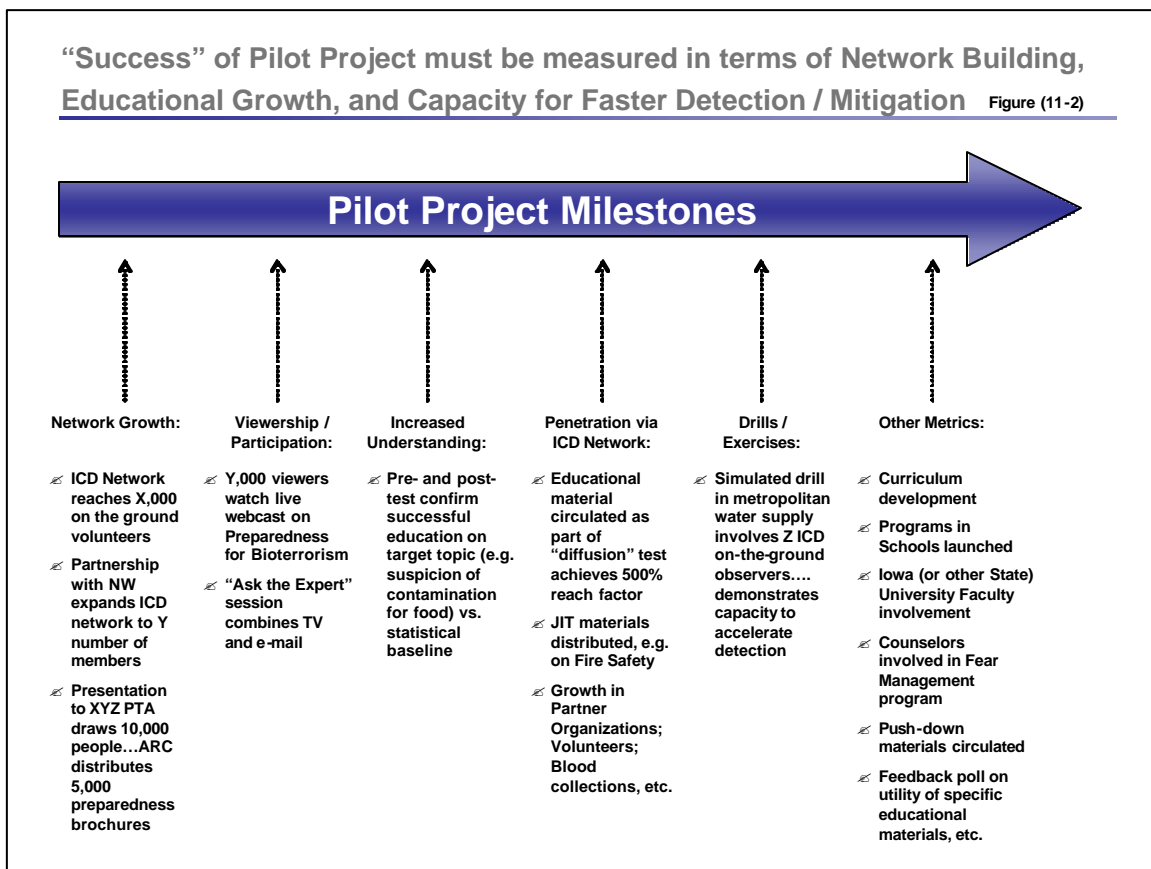 “Success” of Pilot Project must be measured in terms of Network Building,
Educational Growth, and Capacity for Faster Detection / Mitigation Figure (11-2)
Pilot Project Milestones
Network Growth:
ICD Network
reaches X,000
on the ground
volunteers
Partnership
with NW
expands ICD
network to Y
number of
members
Presentation
to XYZ PTA
draws 10,000
people…ARC
distributes
5,000
preparedness
brochures
Viewership /
Participation:
Y,000 viewers
watch live
webcast on
Preparedness
for Bioterrorism
“Ask the Expert”
session
combines TV
and e-mail
Increased
Understanding:
Pre- and post-
test confirm
successful
education on
target topic (e.g.
suspicion of
contamination
for food) vs.
statistical
baseline
Penetration via
ICD Network:
Educational
material
circulated as
part of
“diffusion” test
achieves 500%
reach factor
JIT materials
distributed, e.g.
on Fire Safety
Growth in
Partner
Organizations;
Volunteers;
Blood
collections, etc.
Drills /
Exercises:
Simulated drill
in metropolitan
water supply
involves Z ICD
on-the-ground
observers….
demonstrates
capacity to
accelerate
detection
Other Metrics:
Curriculum
development
Programs in
Schools launched
Iowa (or other State)
University Faculty
involvement
Counselors
involved in Fear
Management
program
Push-down
materials circulated
Feedback poll on
utility of specific
educational
materials, etc.